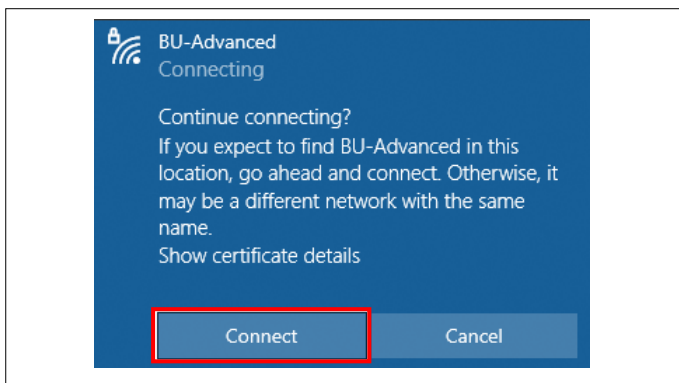 BU-Advanced
Connecting
Continue connecting?
If you expect to find BU-Advanced in this
location, go ahead and connect. Otherwise, it
may be a different network with the same
name.
Show certificate details
Connect
Cancel